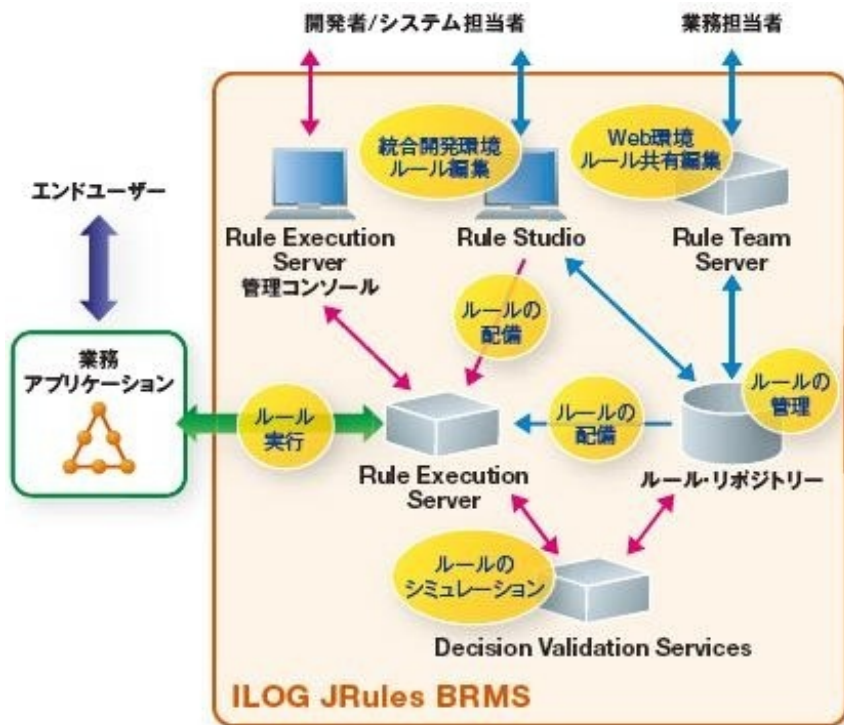 開発者/システム担当者
業務担当者
統合開発環境
ルール編集
Web環境
ルール共有編集
エンドユーザー
Rule Execution
Server
管理コンソール
Rule Studio
Rule Team
Server
ルールの
配備
業務
アプリケーション
ルール
実行
ルールの
配備
ルールの
管理
Rule Execution
Server
ルール・リポジトリー
ルールの
シミュレーション
Decision Validation Services
ILOG JRules BRMS